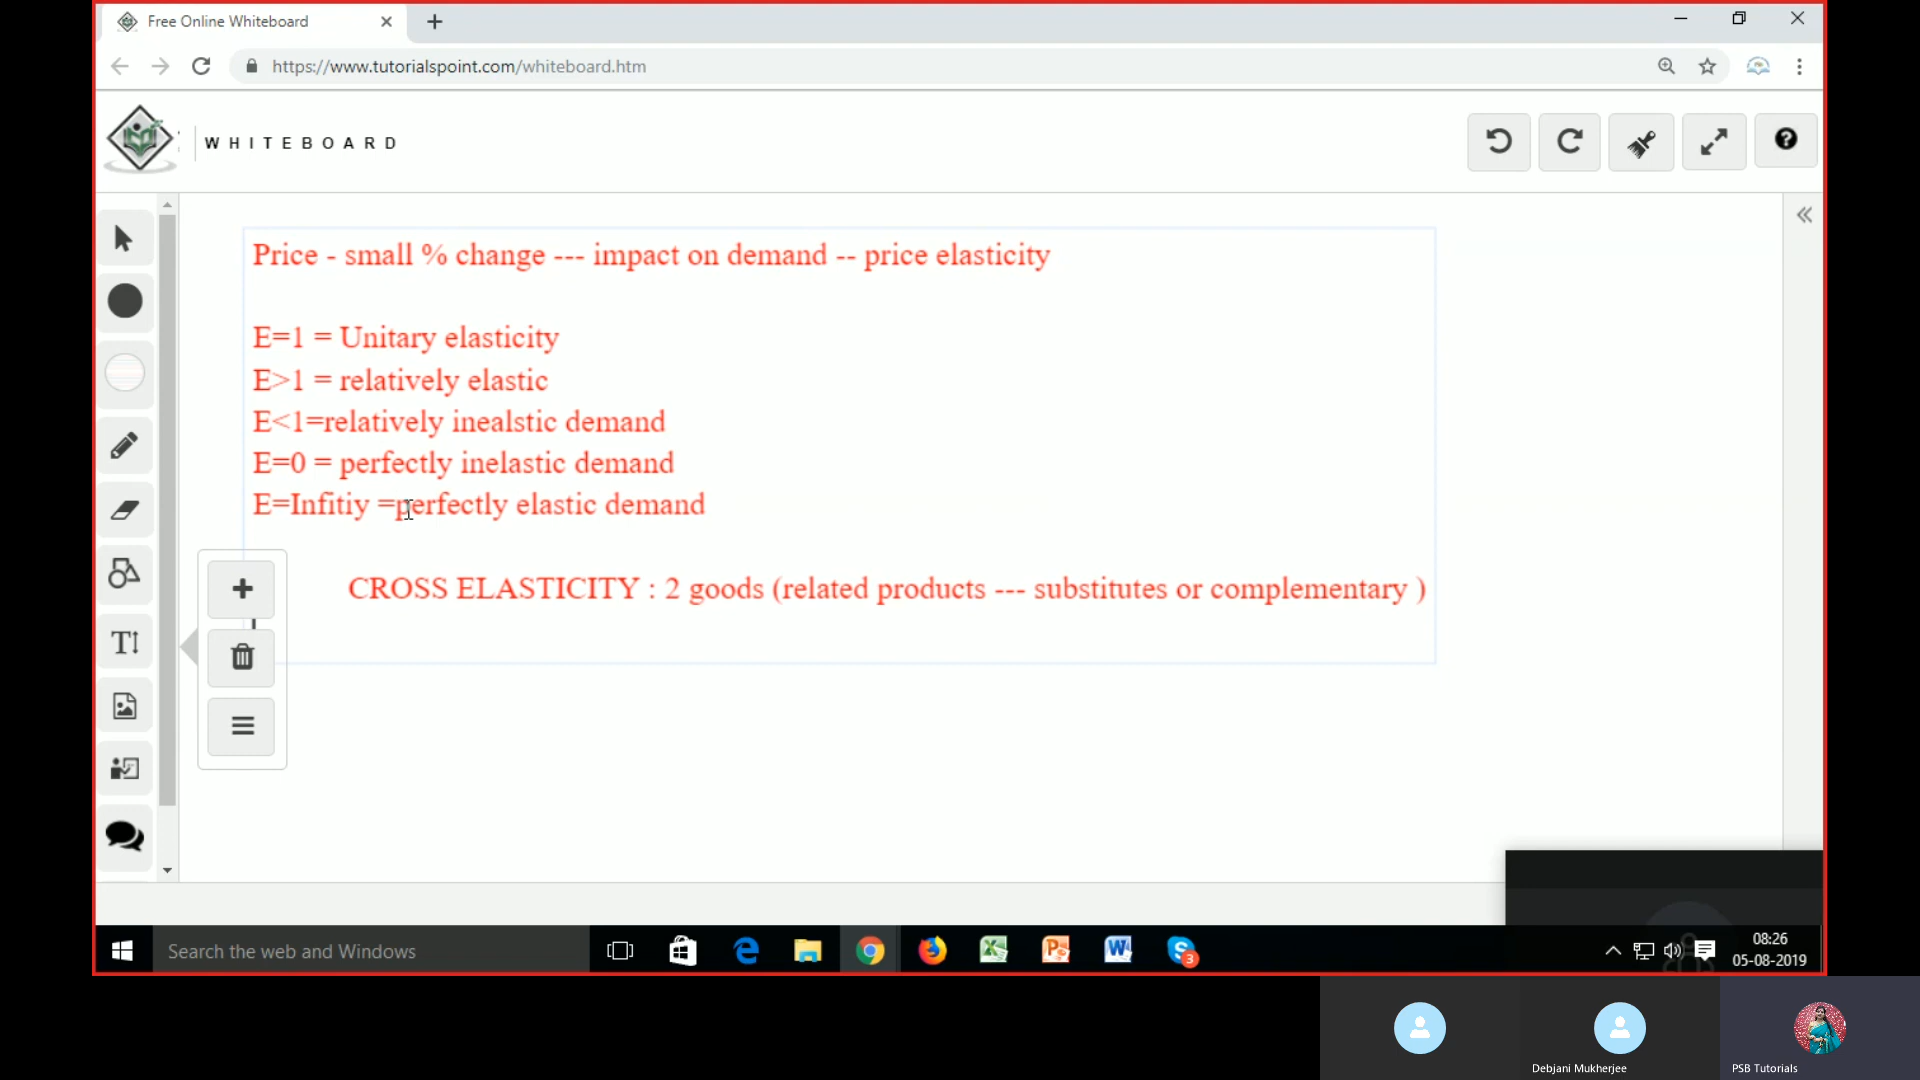 Free Online Whiteboard
https://www.tutorialspoint.com/whiteboard.htm
WHITEBOARD
Price - small % change --- impact on demand -- price elasticity
E=1 = Unitary elasticity
E>1 = relatively elastic
E<1=relatively inealstic demand
E=0 = perfectly inelastic demand
E=Infitiy =perfectly elastic demand
CROSS ELASTICITY : 2 goods (related products --- substitutes or complementary )
Search the web and Windows
3
08:26
05-08-2019
Debjani Mukherjee
PSB Tutorials